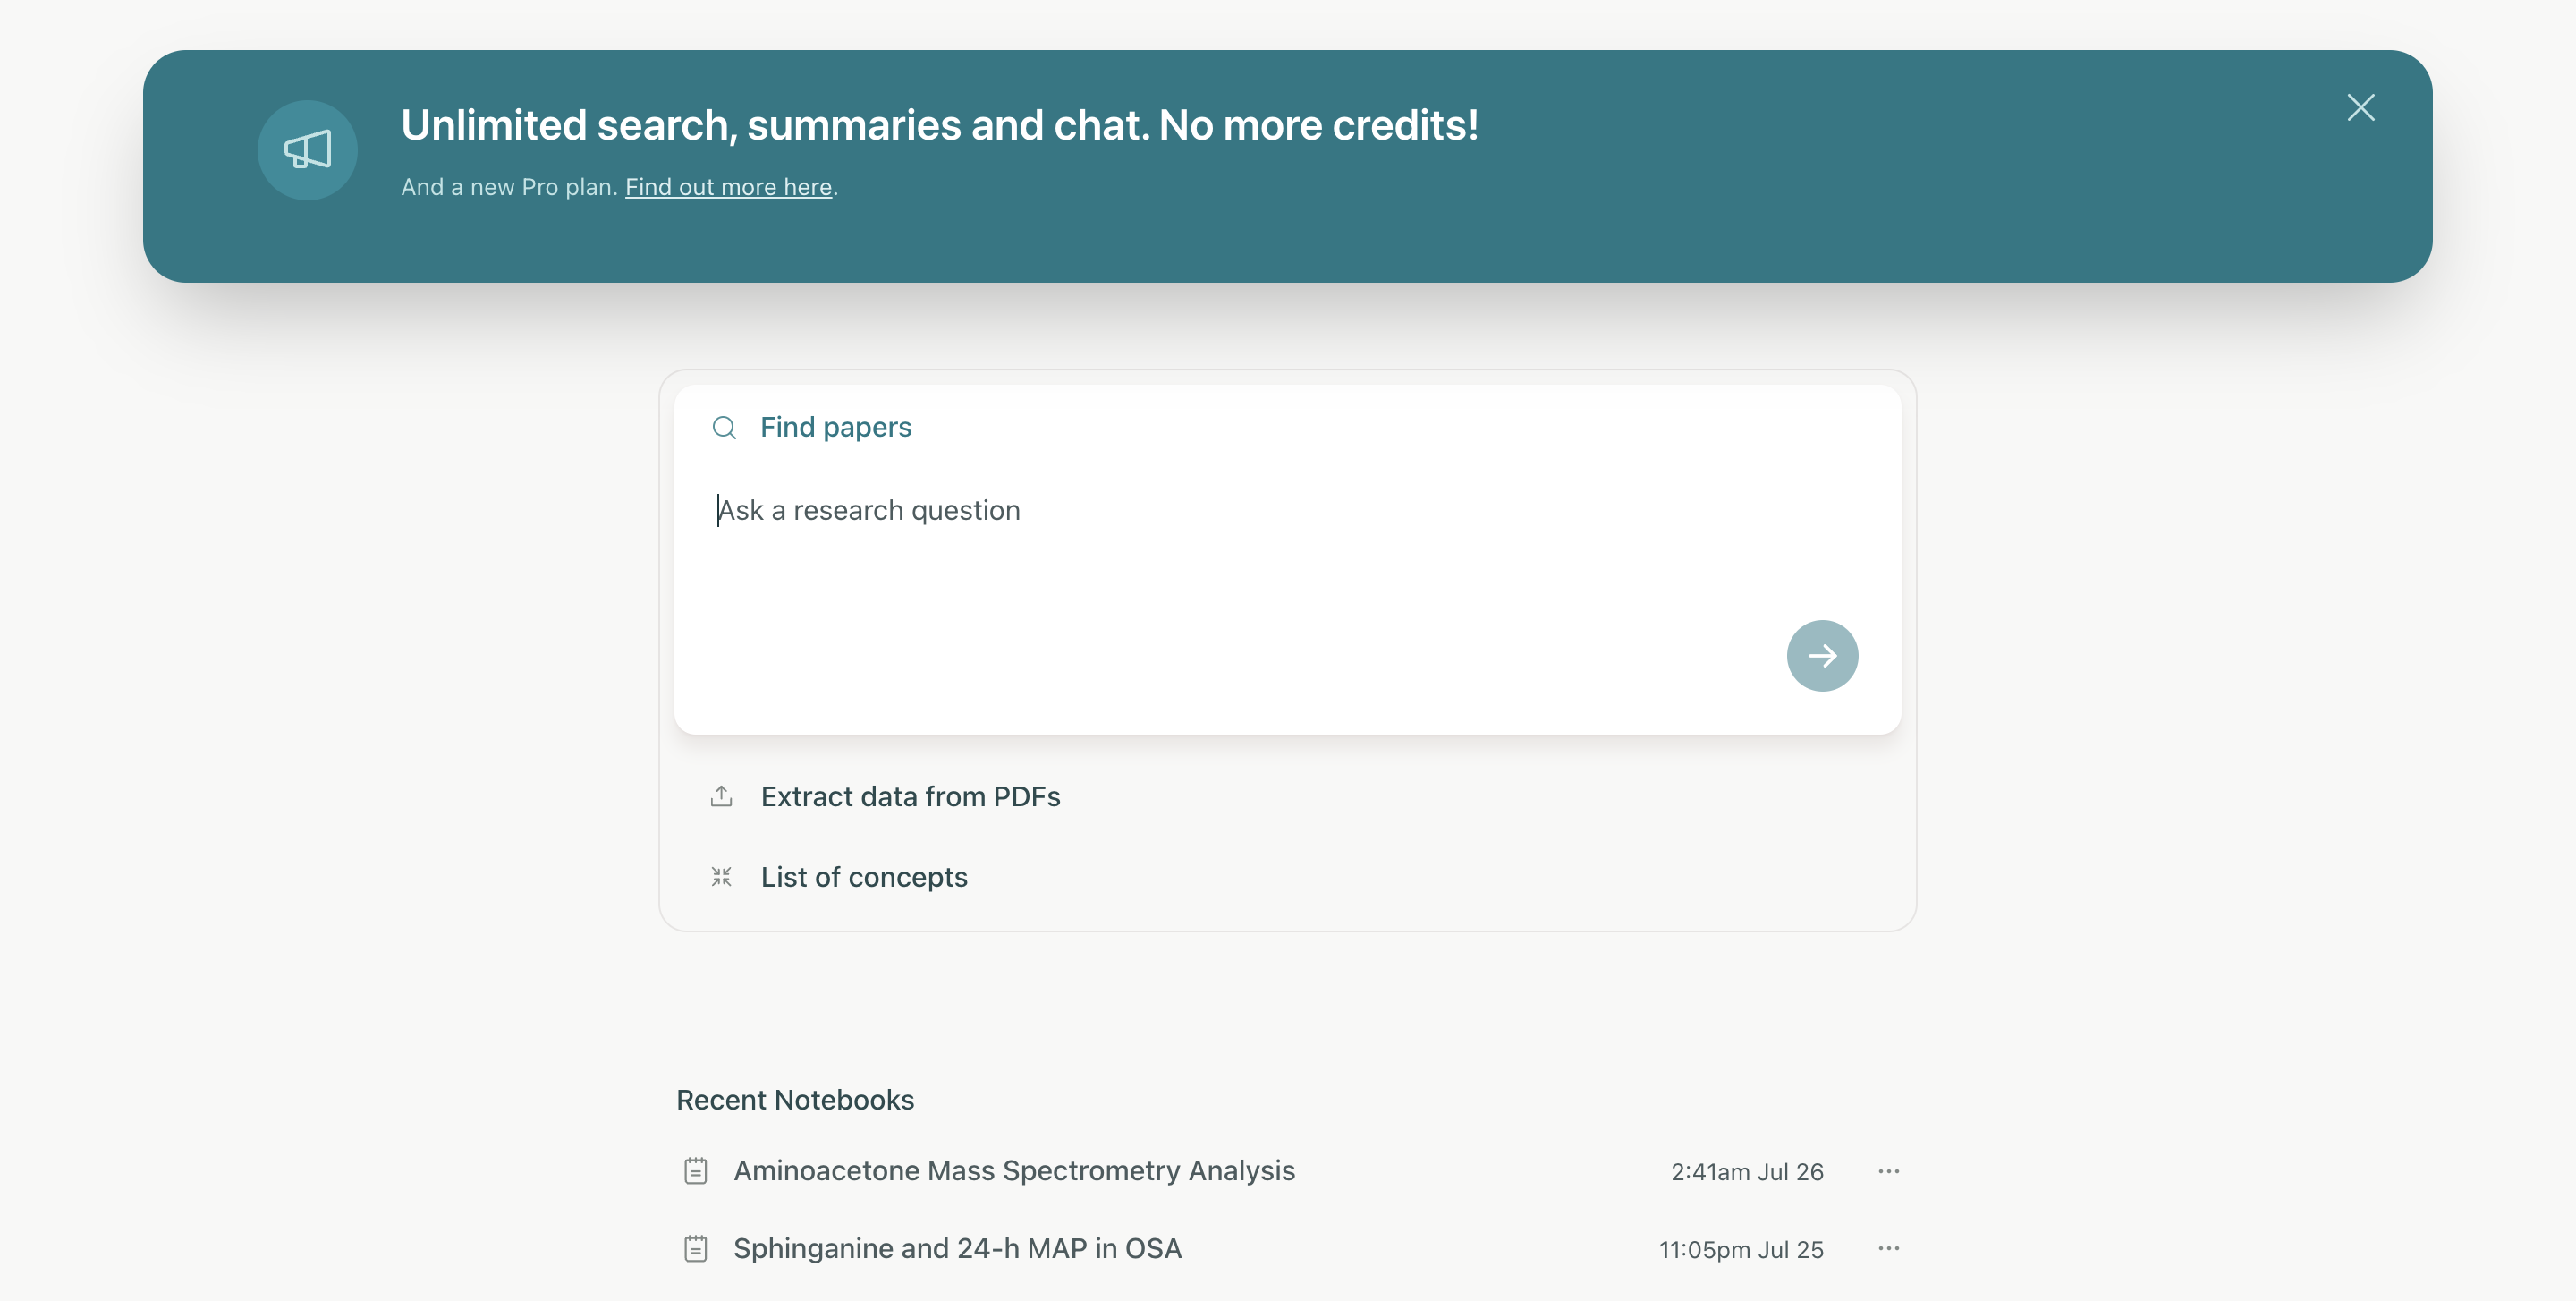 Unlimited search, summaries and chat. No more credits!
And a new Pro plan. Find out more here.
Find papers
Ask a research question
Extract data from PDFs
List of concepts
Recent Notebooks
Aminoacetone Mass Spectrometry Analysis 2:41am Jul 26
Sphinganine and 24-h MAP in OSA 11:05pm Jul 25